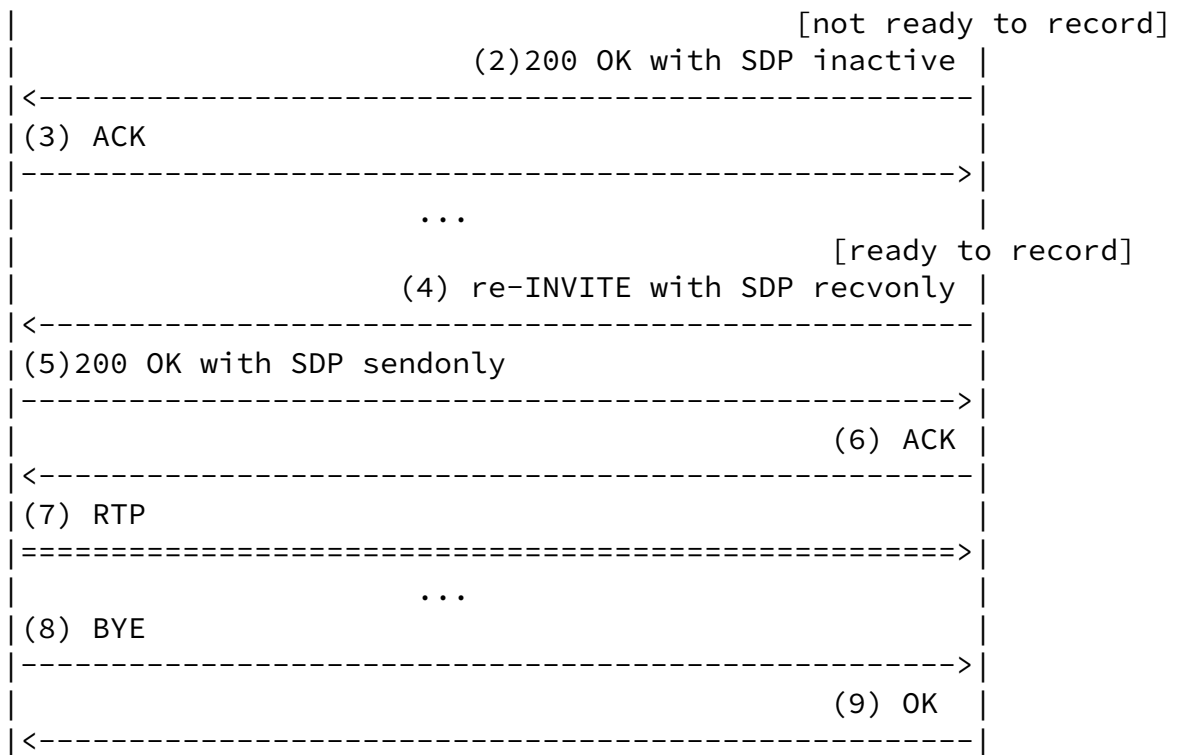 [not ready to record]
(2)200 OK with SDP inactive
(3) ACK
...
[ready to record]
(4) re-INVITE with SDP recvonly
(5)200 OK with SDP sendonly
(6) ACK
(7) RTP
...
(8) BYE
(9) OK